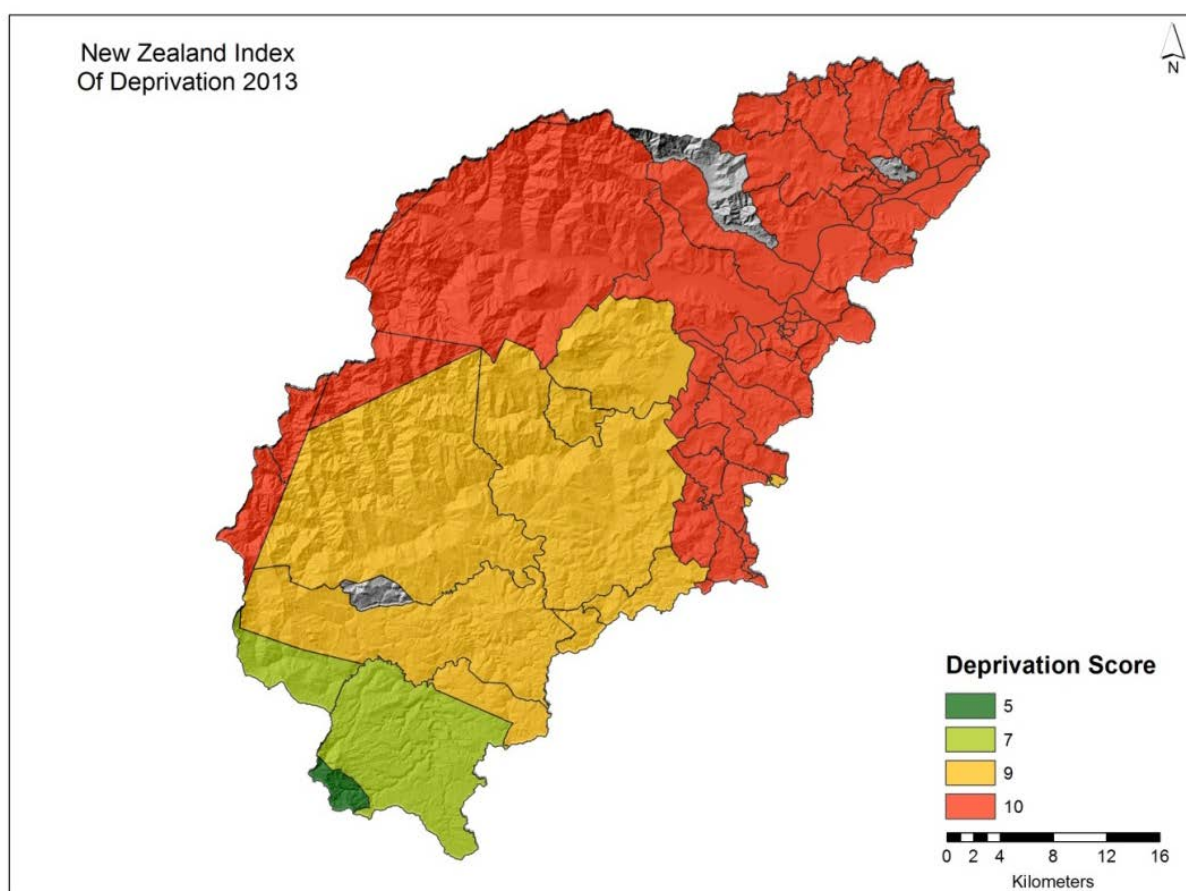 New Zealand Index
Of Deprivation 2013
N
Deprivation Score
5
7
9
10
0 2 4 8 12 16
Kilometers